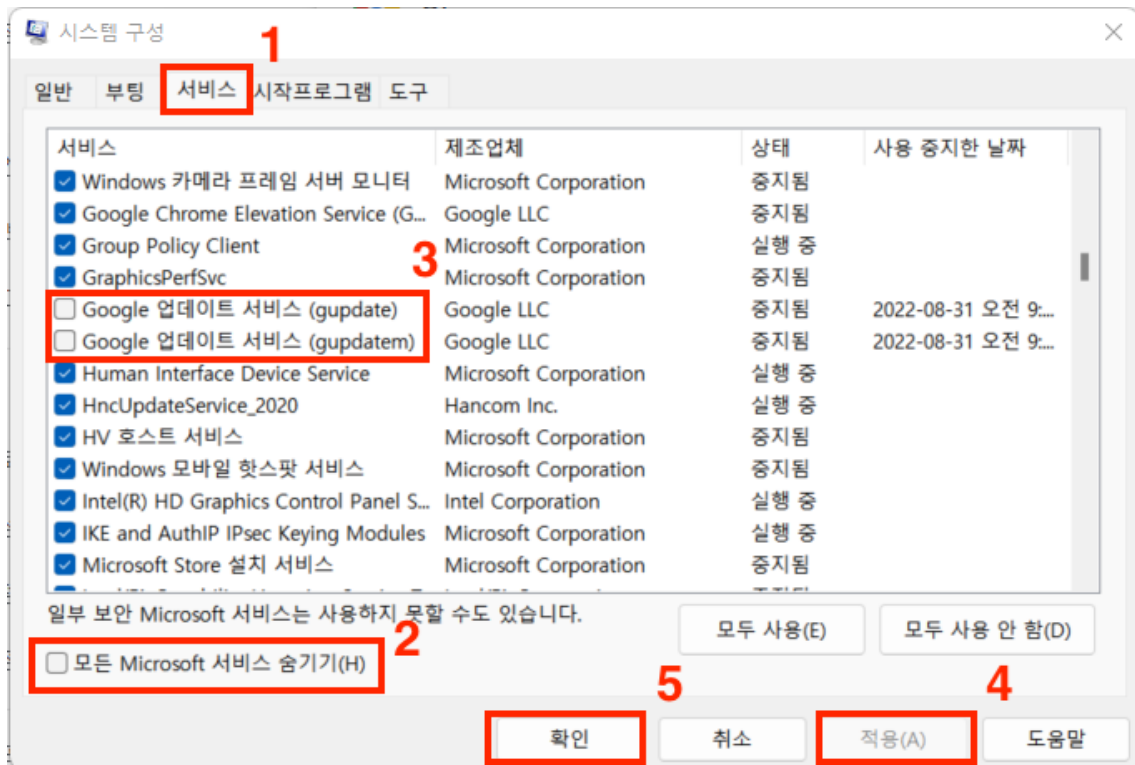 시스템 구성
1
일반 부팅 서비스 시작프로그램 도구
서비스 제조업체 상태 사용 중지한 날짜
Windows 카메라 프레임 서버 모니터 Microsoft Corporation 중지됨
Google Chrome Elevation Service (G... Google LLC 중지됨
Group Policy Client Microsoft Corporation 실행 중
3
GraphicsPerfSvc Microsoft Corporation 중지됨
Google 업데이트 서비스 (gupdate) Google LLC 중지됨 2022-08-31 오전 9:...
Google 업데이트 서비스 (gupdatem) Google LLC 중지됨 2022-08-31 오전 9:...
Human Interface Device Service Microsoft Corporation 실행 중
HncUpdateService_2020 Hancom Inc. 실행 중
HV 호스트 서비스 Microsoft Corporation 중지됨
Windows 모바일 핫스팟 서비스 Microsoft Corporation 중지됨
Intel(R) HD Graphics Control Panel S... Intel Corporation 실행 중
IKE and AuthIP IPsec Keying Modules Microsoft Corporation 실행 중
Microsoft Store 설치 서비스 Microsoft Corporation 중지됨
일부 보안 Microsoft 서비스는 사용하지 못할 수도 있습니다.
모두 사용(E) 모두 사용 안 함(D)
2
모든 Microsoft 서비스 숨기기(H)
5 4
확인 취소 적용(A) 도움말